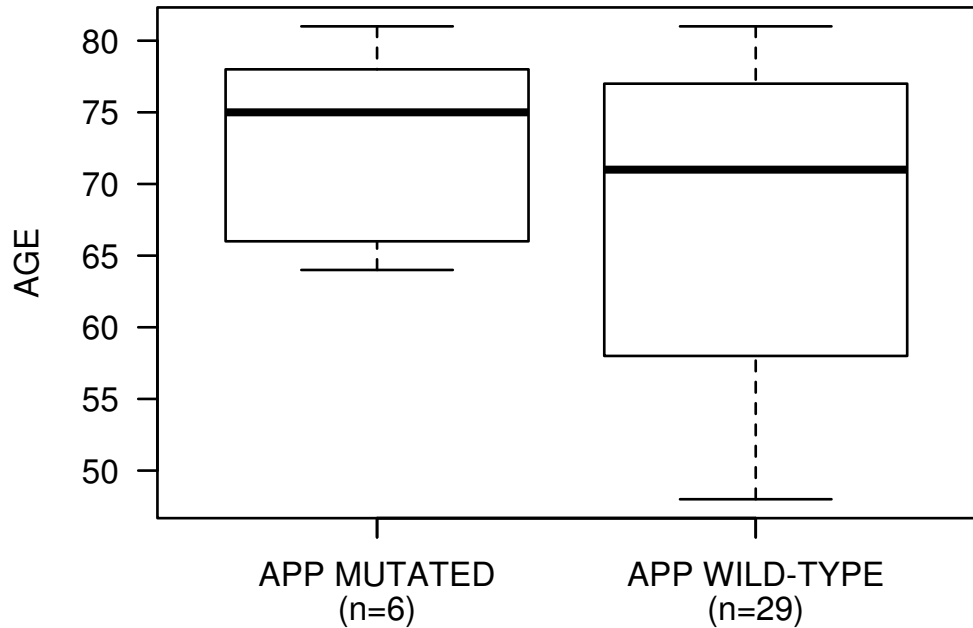 AGE
80
75
70
65
60
55
50
APP MUTATED
(n=6)
APP WILD-TYPE
(n=29)